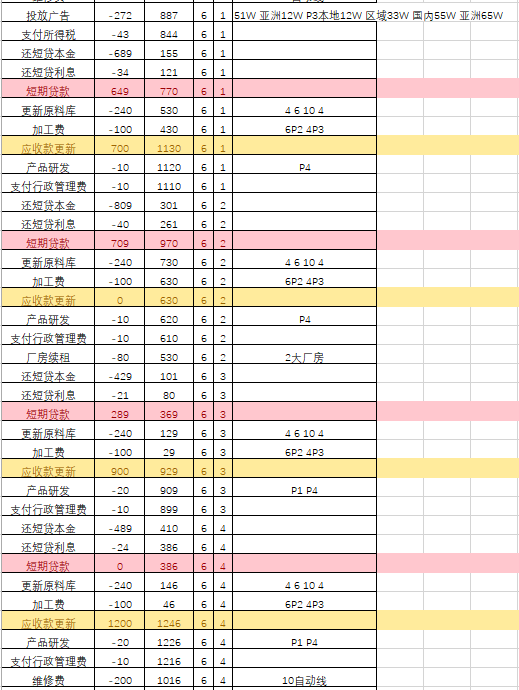 投放广告 -272 887 6 1 51W 亚洲12W P3本地12W 区域33W 国内55W 亚洲65W
支付所得税 -43 844 6 1
还短贷本金 -689 155 6 1
还短贷利息 -34 121 6 1
短期贷款 649 770 6 1
更新原料库 -240 530 6 1 4 6 10 4
加工费 -100 430 6 1 6P2 4P3
应收款更新 700 1130 6 1
产品研发 -10 1120 6 1 P4
支付行政管理费 -10 1110 6 1
还短贷本金 -809 301 6 2
还短贷利息 -40 261 6 2
短期贷款 709 970 6 2
更新原料库 -240 730 6 2 4 6 10 4
加工费 -100 630 6 2 6P2 4P3
应收款更新 0 630 6 2
产品研发 -10 620 6 2 P4
支付行政管理费 -10 610 6 2
厂房续租 -80 530 6 2 2大厂房
还短贷本金 -429 101 6 3
还短贷利息 -21 80 6 3
短期贷款 289 369 6 3
更新原料库 -240 129 6 3 4 6 10 4
加工费 -100 29 6 3 6P2 4P3
应收款更新 900 929 6 3
产品研发 -20 909 6 3 P1 P4
支付行政管理费 -10 899 6 3
还短贷本金 -489 410 6 4
还短贷利息 -24 386 6 4
短期贷款 0 386 6 4
更新原料库 -240 146 6 4 4 6 10 4
加工费 -100 46 6 4 6P2 4P3
应收款更新 1200 1246 6 4
产品研发 -20 1226 6 4 P1 P4
支付行政管理费 -10 1216 6 4
维修费 -200 1016 6 4 10自动线